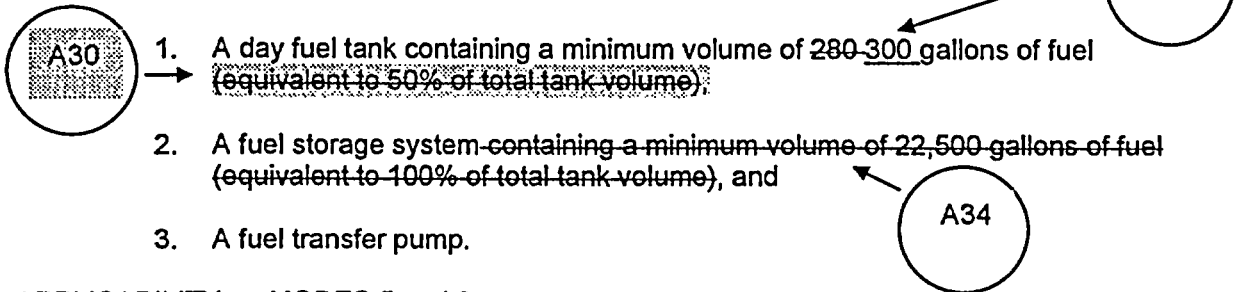 A30
1. A day fuel tank containing a minimum volume of 280 300 gallons of fuel
(equivalent to 50% of total tank volume),
2. A fuel storage system containing a minimum volume of 22,500 gallons of fuel
(equivalent to 100% of total tank volume), and
A34
3. A fuel transfer pump.